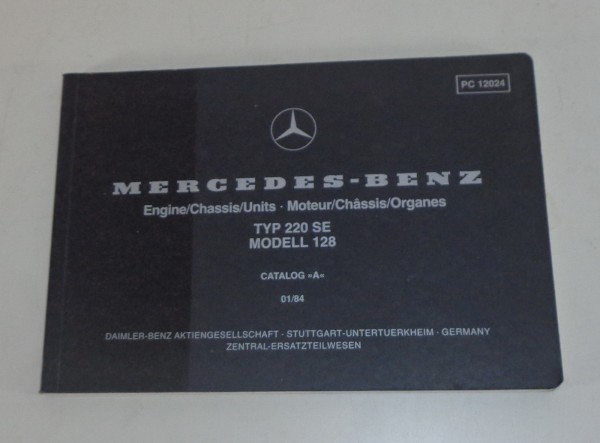 PC 12024
MERCEDES-BENZ
Engine/Chassis/Units · Moteur/Châssis/Organes
TYP 220 SE
MODELL 128
CATALOG »A«
01/84
DAIMLER-BENZ AKTIENGESELLSCHAFT · STUTTGART-UNTERTUERKHEIM · GERMANY
ZENTRAL-ERSATZTEILWESEN